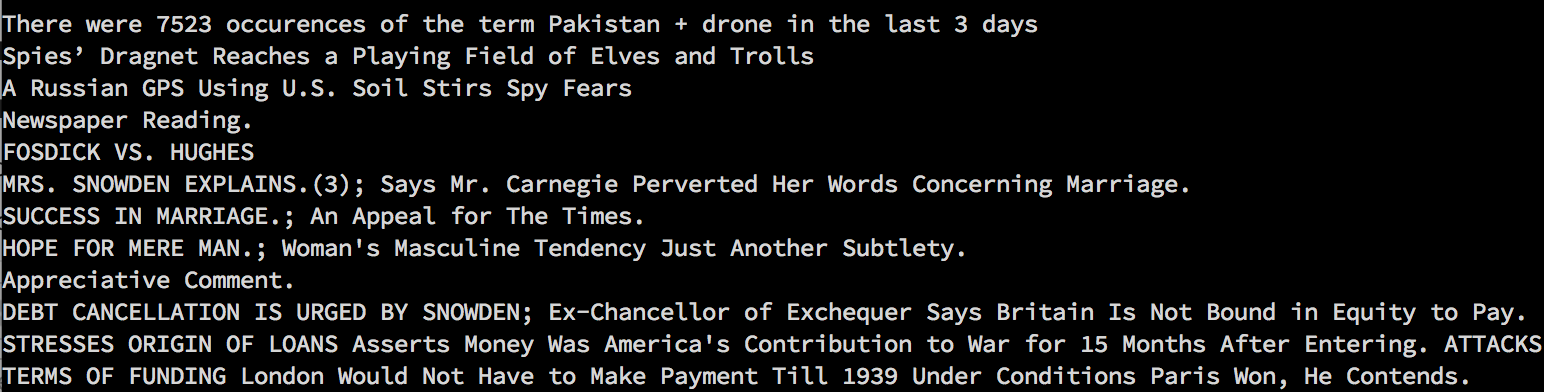 There were 7523 occurences of the term Pakistan + drone in the last 3 days
Spies’ Dragnet Reaches a Playing Field of Elves and Trolls
A Russian GPS Using U.S. Soil Stirs Spy Fears
Newspaper Reading.
FOSDICK VS. HUGHES
MRS. SNOWDEN EXPLAINS.(3); Says Mr. Carnegie Perverted Her Words Concerning Marriage.
SUCCESS IN MARRIAGE.; An Appeal for The Times.
HOPE FOR MERE MAN.; Woman's Masculine Tendency Just Another Subtlety.
Appreciative Comment.
DEBT CANCELLATION IS URGED BY SNOWDEN; Ex-Chancellor of Exchequer Says Britain Is Not Bound in Equity to Pay.
STRESSES ORIGIN OF LOANS Asserts Money Was America's Contribution to War for 15 Months After Entering. ATTACKS
TERMS OF FUNDING London Would Not Have to Make Payment Till 1939 Under Conditions Paris Won, He Contends.